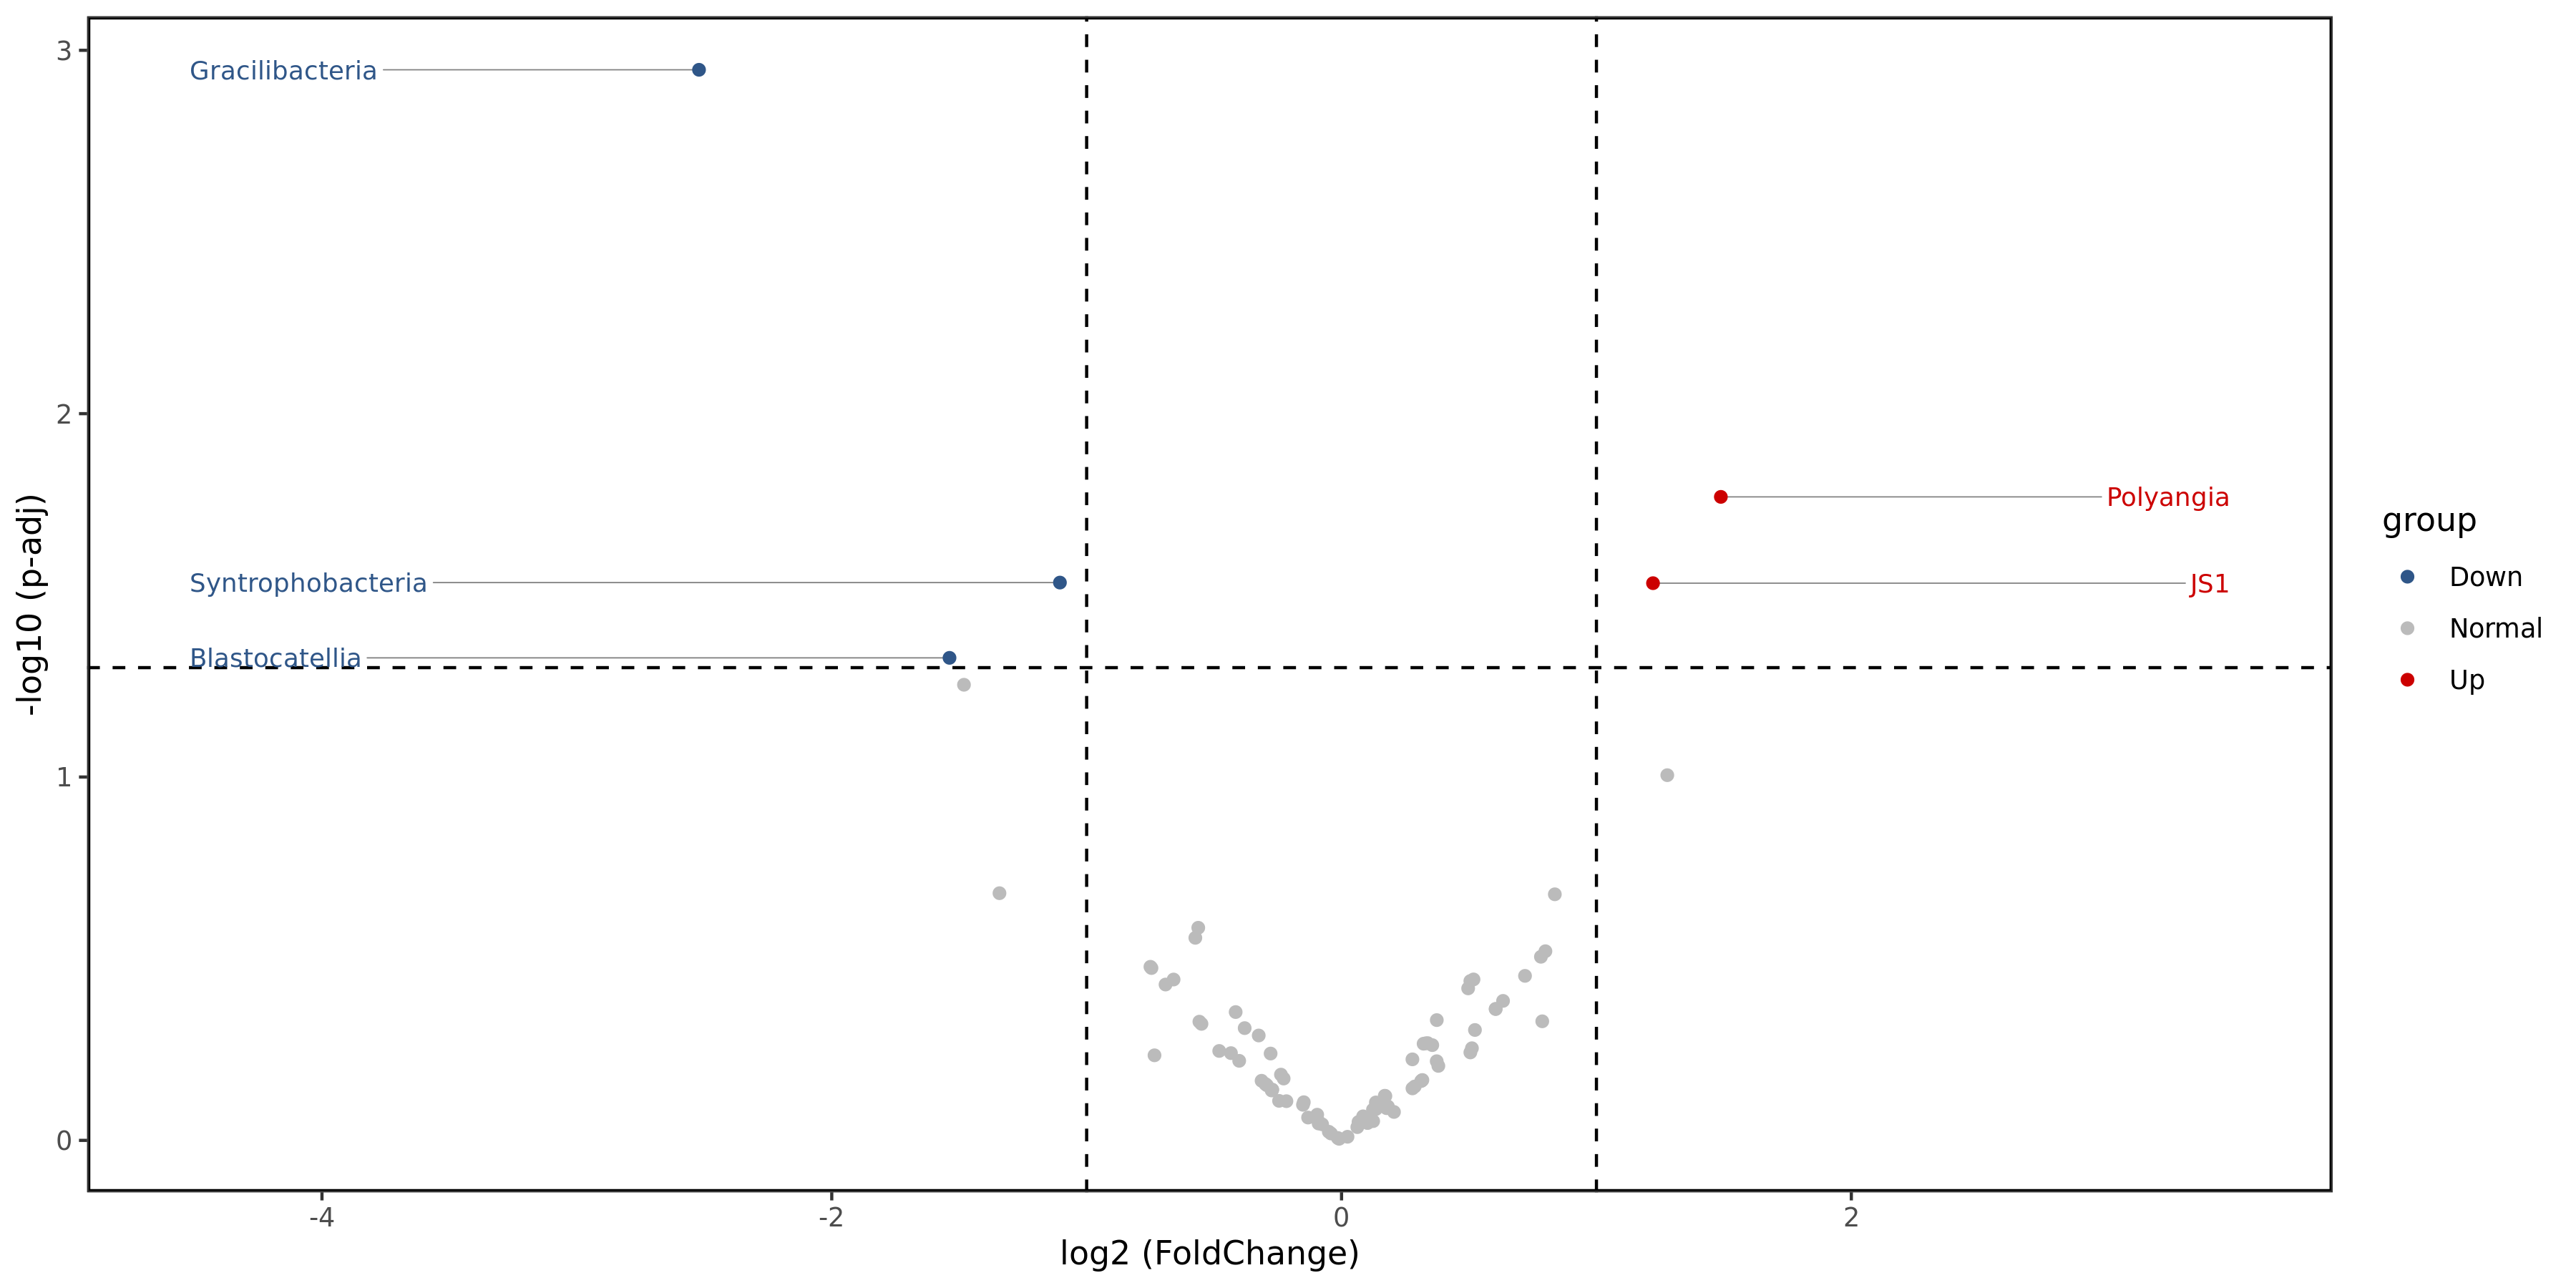 3
2
1
0
-log10 (p-adj)
Gracilibacteria
Syntrophobacteria
Blastocatellia
Polyangia
JS1
-4
-2
0
2
log2 (FoldChange)
group
Down
Normal
Up